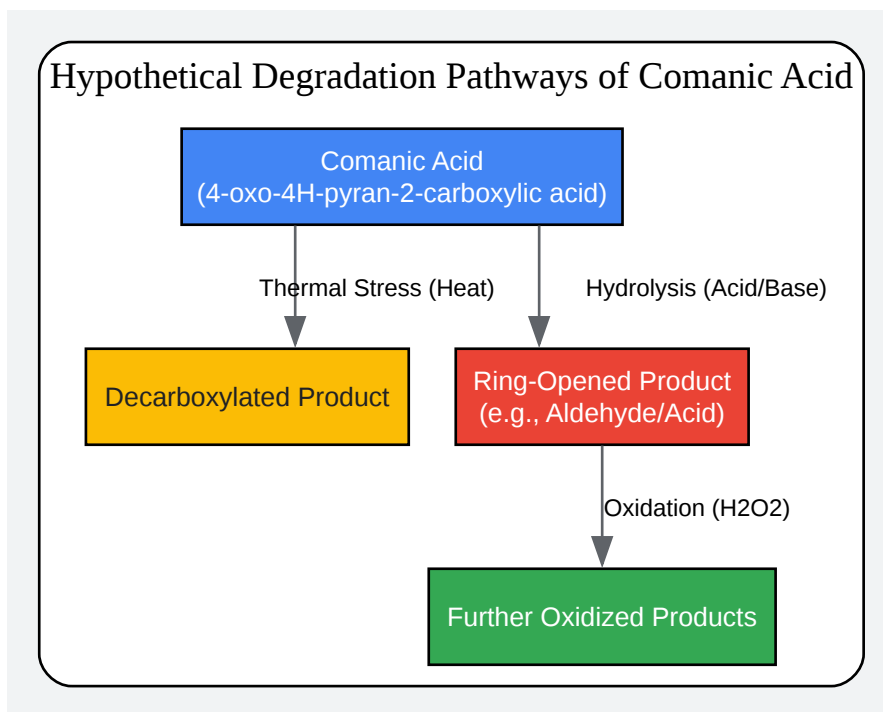 Hypothetical Degradation Pathways of Comanic Acid
Comanic Acid
(4-oxo-4H-pyran-2-carboxylic acid)
Thermal Stress (Heat)
Hydrolysis (Acid/Base)
Decarboxylated Product
Ring-Opened Product
(e.g., Aldehyde/Acid)
Oxidation (H2O2)
Further Oxidized Products